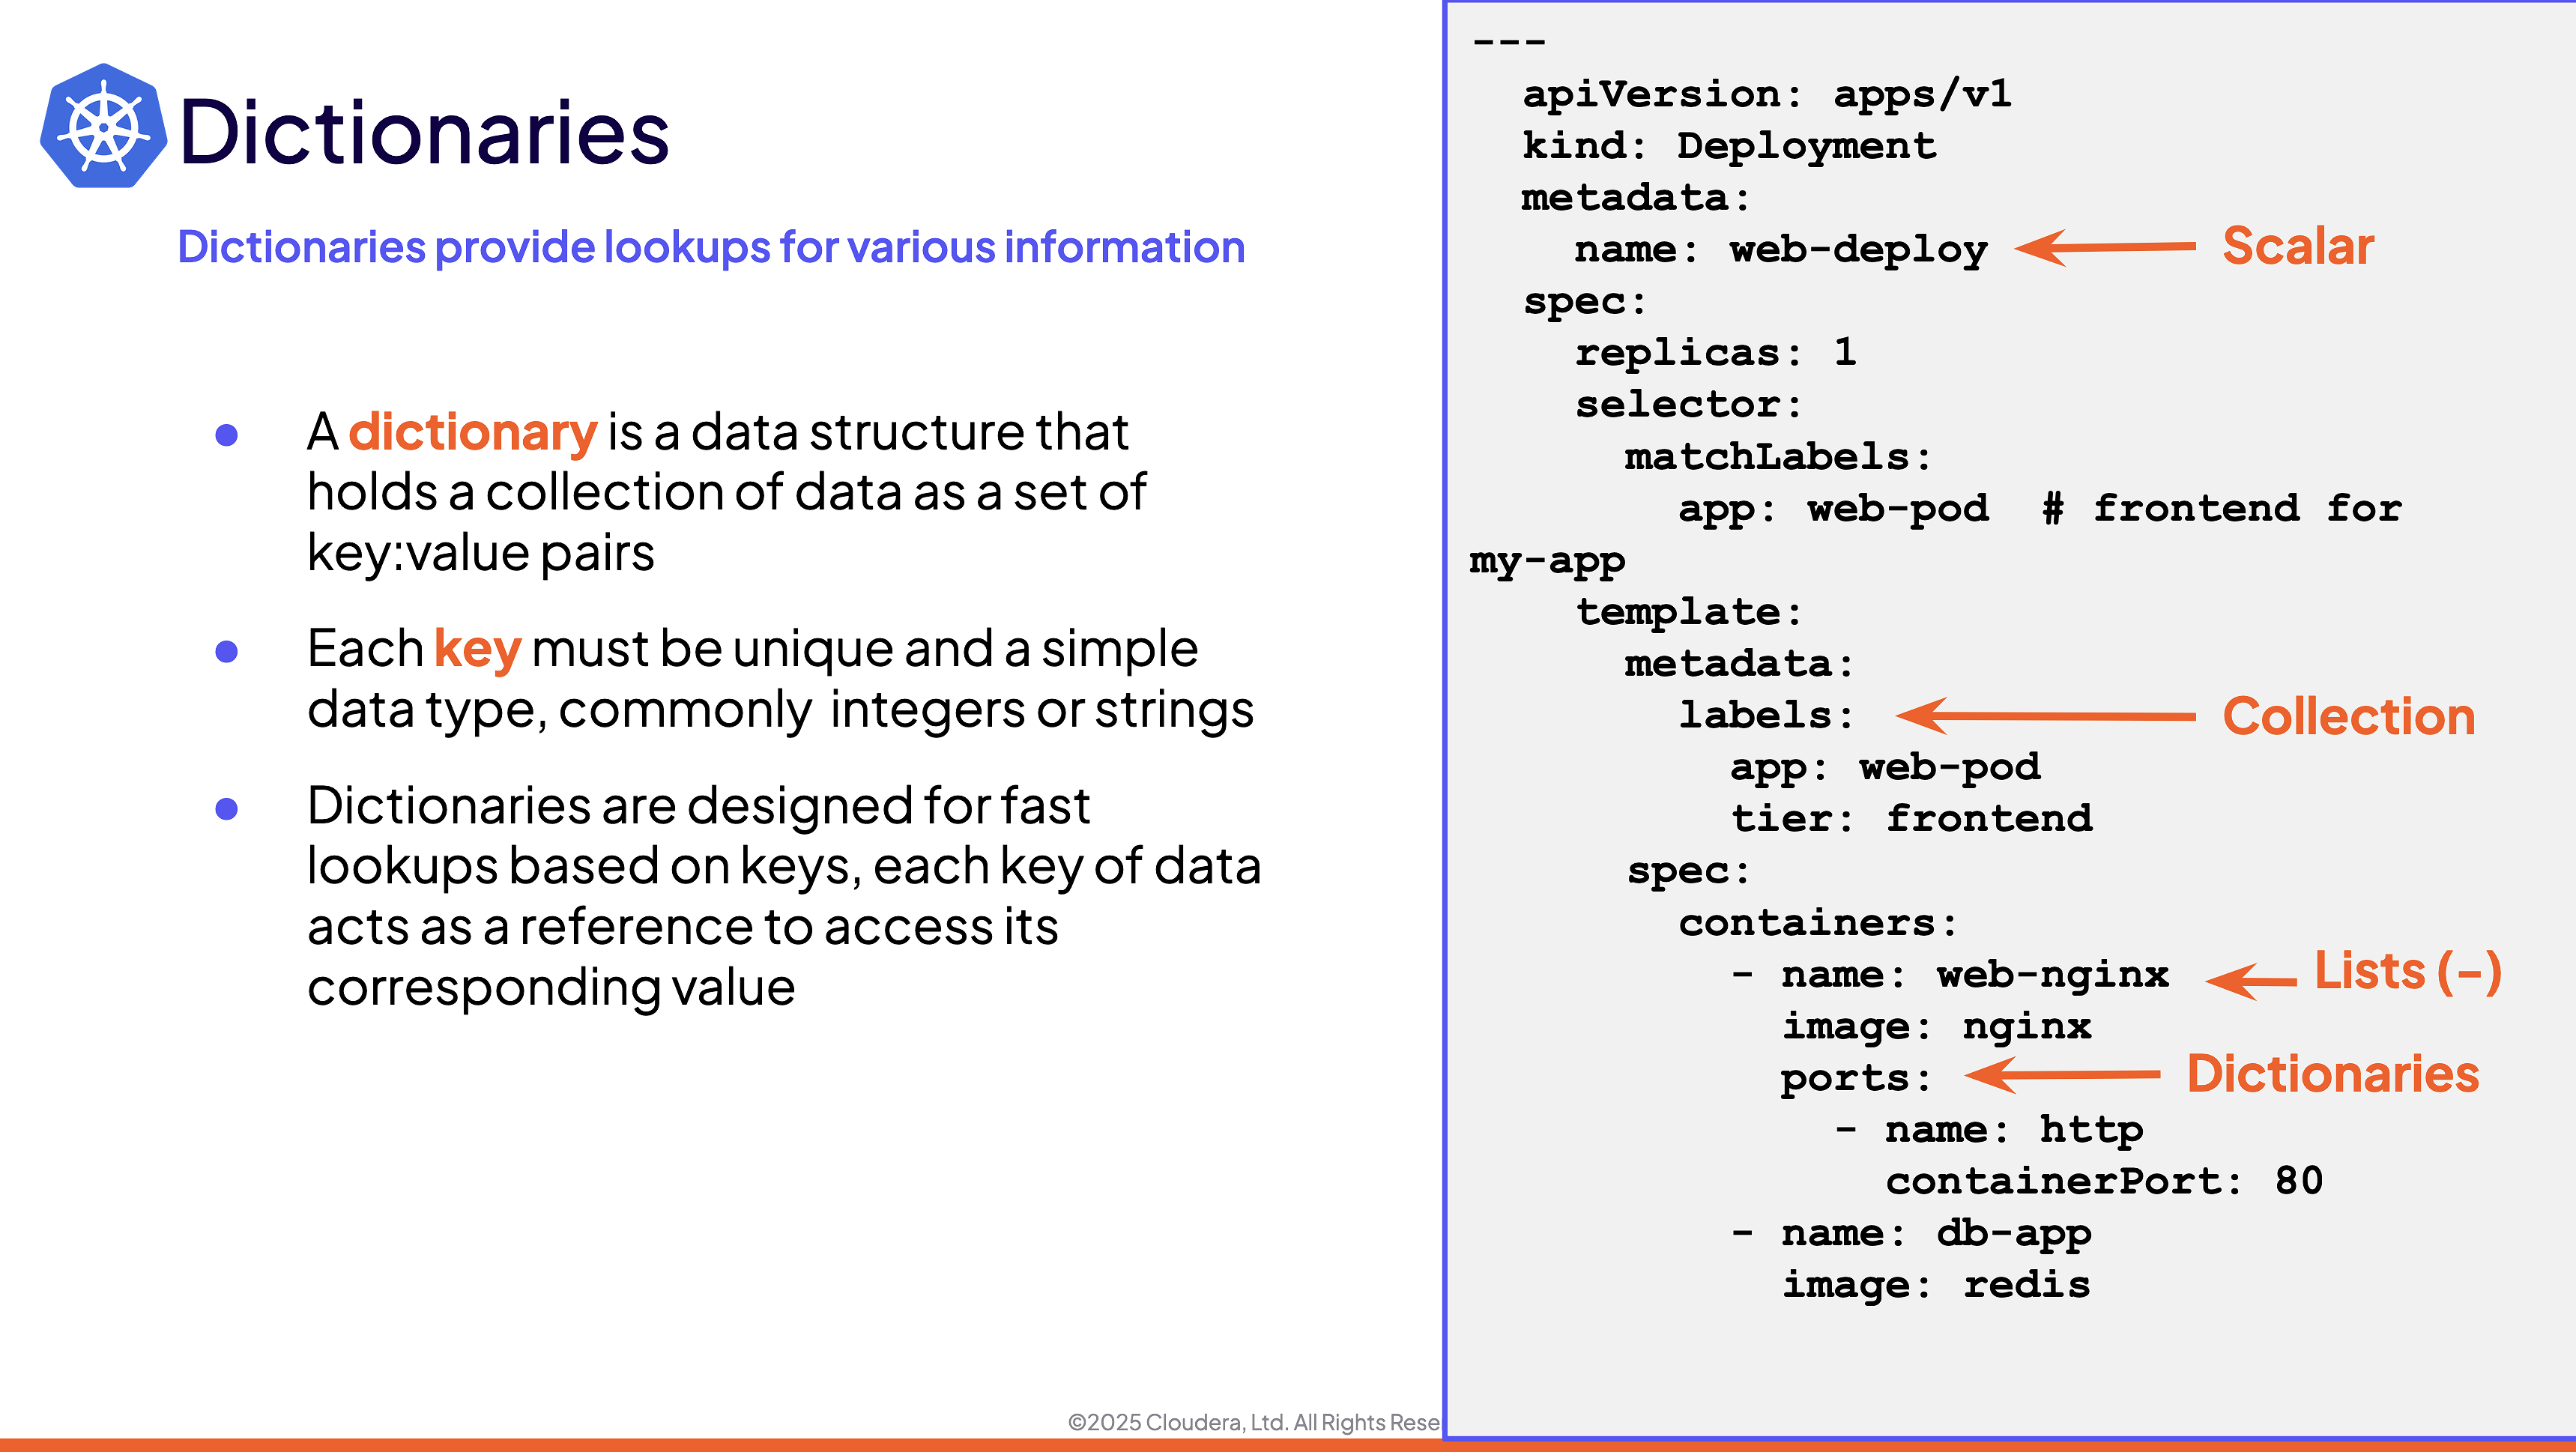 Dictionaries
Dictionaries provide lookups for various information
● A dictionary is a data structure that
holds a collection of data as a set of
key:value pairs
● Each key must be unique and a simple
data type, commonly integers or strings
● Dictionaries are designed for fast
lookups based on keys, each key of data
acts as a reference to access its
corresponding value
---
  apiVersion: apps/v1
  kind: Deployment
  metadata:
    name: web-deploy Scalar
  spec:
    replicas: 1
    selector:
      matchLabels:
        app: web-pod  # frontend for
my-app
    template:
      metadata:
        labels: Collection
          app: web-pod
          tier: frontend
      spec:
        containers:
          - name: web-nginx Lists (-)
            image: nginx
            ports: Dictionaries
              - name: http
                containerPort: 80
          - name: db-app
            image: redis
©2025 Cloudera, Ltd. All Rights